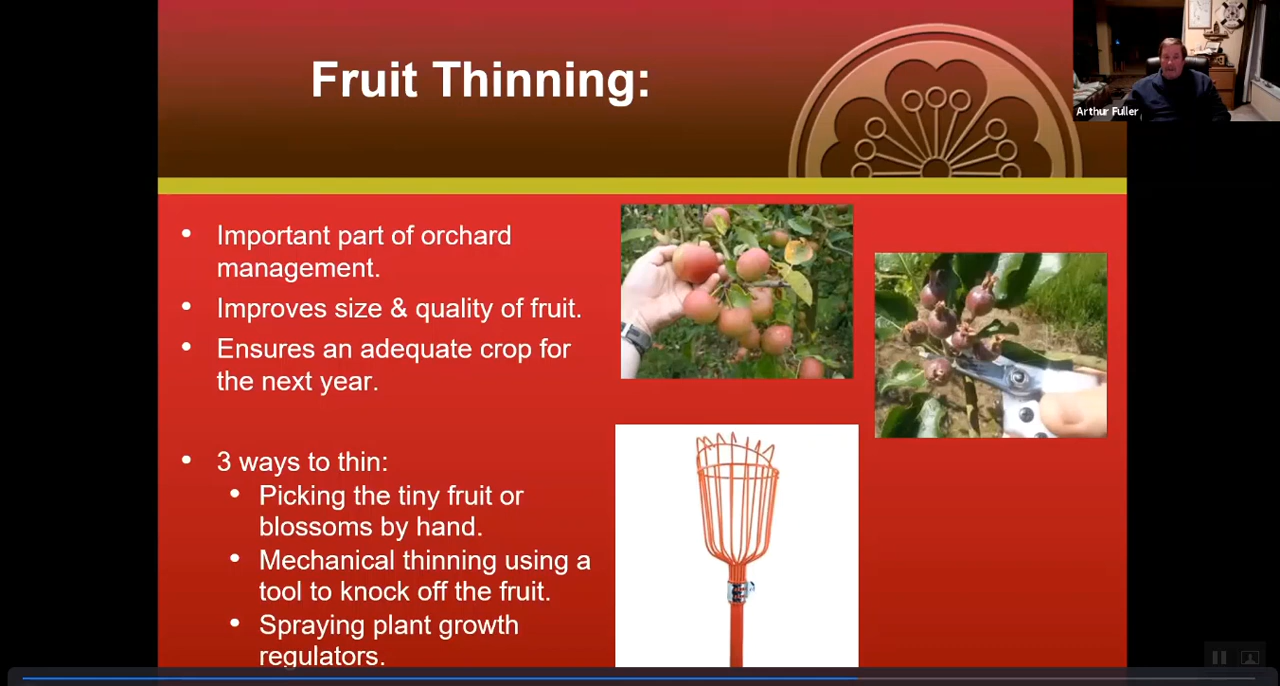 Fruit Thinning:
Arthur Fuller
Important part of orchard
management.
Improves size & quality of fruit.
Ensures an adequate crop for
the next year.
3 ways to thin:
Picking the tiny fruit or
blossoms by hand.
Mechanical thinning using a
tool to knock off the fruit.
Spraying plant growth
regulators.